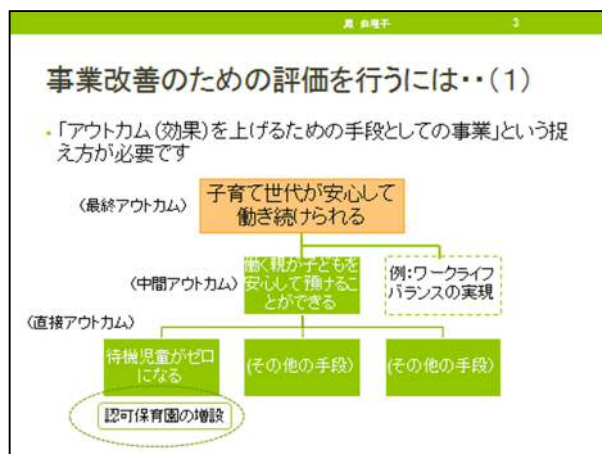 源 由理子
3
事業改善のための評価を行うには・・(1)
・「アウトカム(効果)を上げるための手段としての事業」という捉
え方が必要です
(最終アウトカム)
子育て世代が安心して
働き続けられる
(中間アウトカム)
働く親が子どもを
安心して預けるこ
とができる
例:ワークライフ
バランスの実現
(直接アウトカム)
待機児童がゼロ
になる
(その他の手段)
(その他の手段)
認可保育園の増設